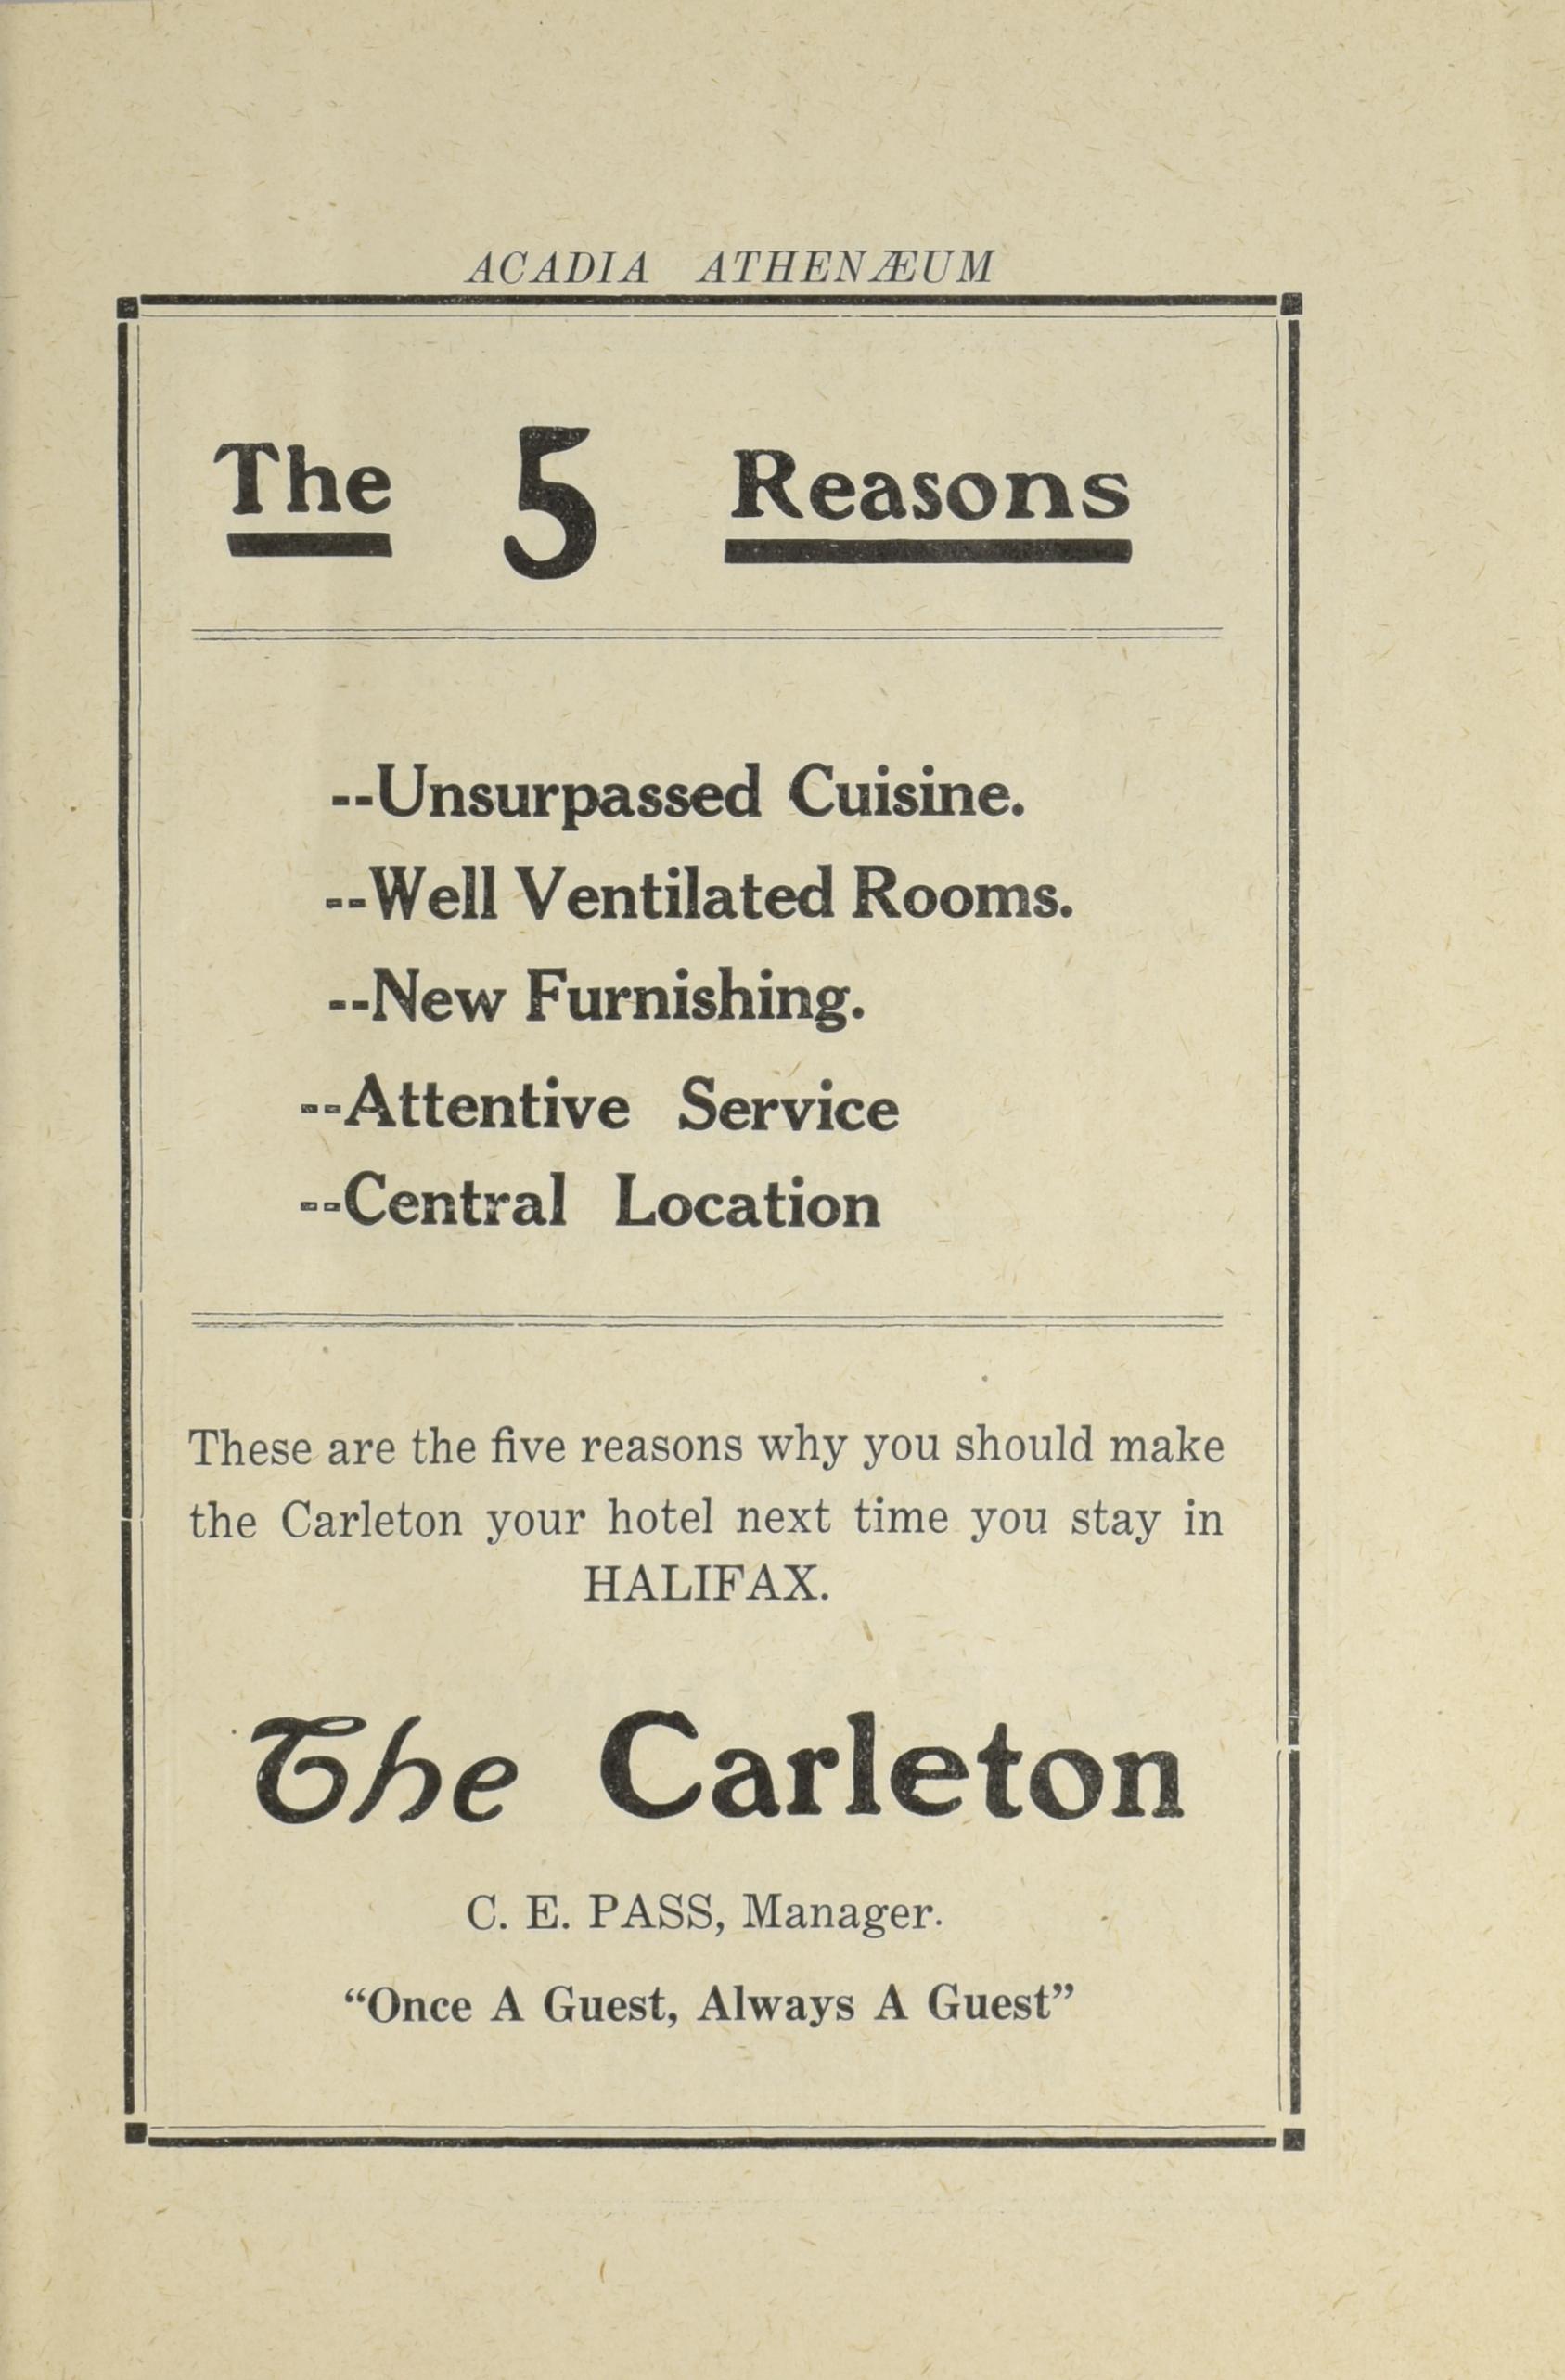 ACADIA ATHENÆUM
The 5 Reasons
--Unsurpassed Cuisine.
--Well Ventilated Rooms.
--New Furnishing.
--Attentive Service
--Central Location
These are the five reasons why you should make
the Carleton your hotel next time you stay in
HALIFAX.
The Carleton
C. E. PASS, Manager.
“Once A Guest, Always A Guest”